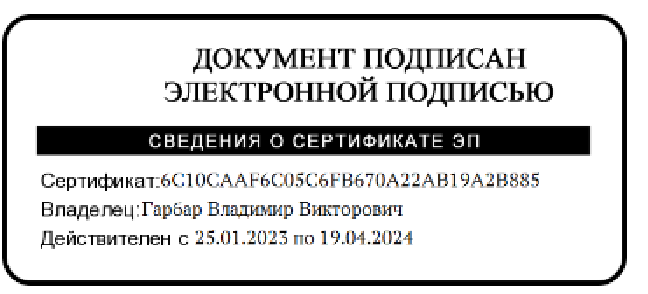 ДОКУМЕНТ ПОДПИСАН
ЭЛЕКТРОННОЙ ПОДПИСЬЮ
СВЕДЕНИЯ О СЕРТИФИКАТЕ ЭП
Сертификат:6C10CAAF6C05C6FB670A22AB19A2B885
Владелец:Гарбар Владимир Викторович
Действителен с 25.01.2023 по 19.04.2024